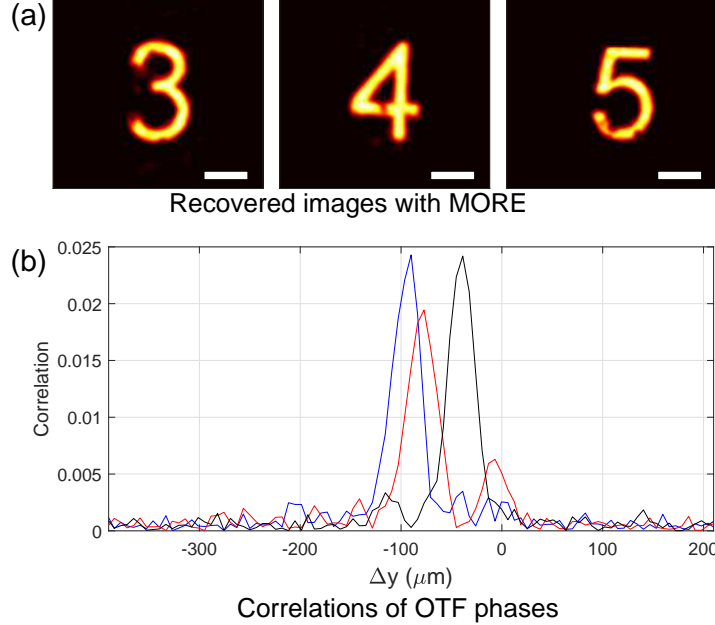 (a)
3 4 5
Recovered images with MORE
(b)
0.025
0.02
0.015
0.01
0.005
0
Correlation
-300 -200 -100 0 100 200
Δy (μm)
Correlations of OTF phases